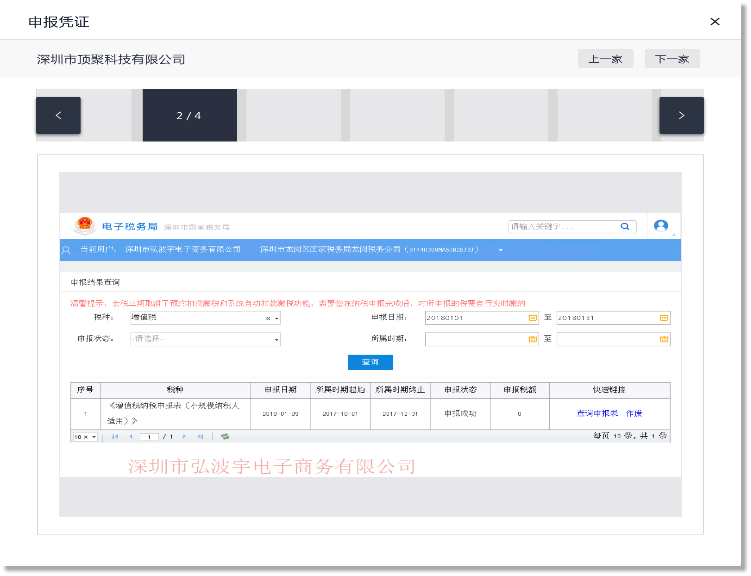 申报凭证
×
深圳市顶聚科技有限公司
上一家 下一家
< 2 / 4 >
电子税务局 深圳市国家税务局 请输入关键字...
当前用户： 深圳市弘波宇电子商务有限公司 深圳市龙岗区国家税务局龙岗税务分局
申报结果查询
税种： 增值税 申报日期： 20180101 至 20180131
申报状态： -请选择- 所属时期： 至
查询
序号 税种 申报日期 所属时期起始 所属时期终止 申报状态 申报税额 快速链接
1 《增值税纳税申报表（小规模纳税人适用）》 2018-01-09 2017-10-01 2017-12-31 申报成功 0 查询申报表 作废
10 1 / 1 每页 10 条，共 1 条
深圳市弘波宇电子商务有限公司